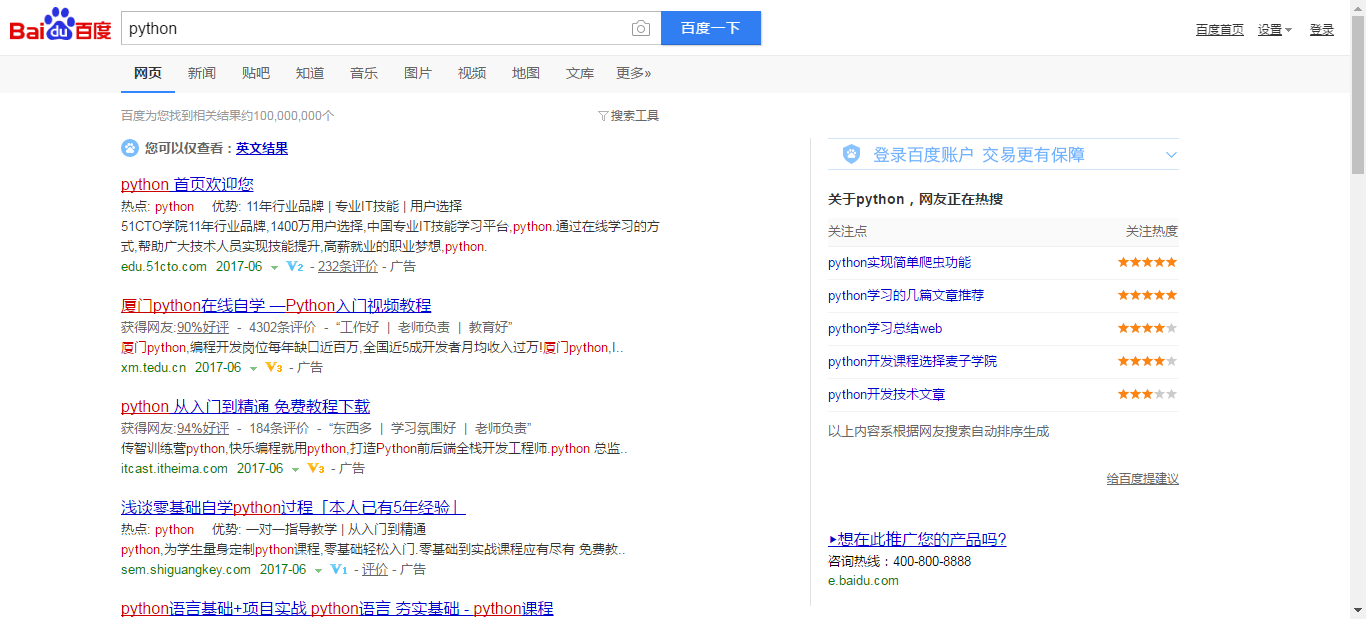 Bai du 百度
python
百度一下
百度首页 设置 登录
网页 新闻 贴吧 知道 音乐 图片 视频 地图 文库 更多»
百度为您找到相关结果约100,000,000个 搜索工具
您可以仅查看：英文结果
python 首页欢迎您
热点: python 优势: 11年行业品牌 | 专业IT技能 | 用户选择
51CTO学院11年行业品牌,1400万用户选择,中国专业IT技能学习平台,python.通过在线学习的方
式,帮助广大技术人员实现技能提升,高薪就业的职业梦想,python.
edu.51cto.com 2017-06 V2 - 232条评价 - 广告
厦门python在线自学 —Python入门视频教程
获得网友:90%好评 - 4302条评价 - “工作好 | 老师负责 | 教育好”
厦门python,编程开发岗位每年缺口近百万,全国近5成开发者月均收入过万!厦门python,I..
xm.tedu.cn 2017-06 V3 - 广告
python 从入门到精通 免费教程下载
获得网友:94%好评 - 184条评价 - “东西多 | 学习氛围好 | 老师负责”
传智训练营python,快乐编程就用python,打造Python前后端全栈开发工程师.python 总监..
itcast.itheima.com 2017-06 V3 - 广告
浅谈零基础自学python过程「本人已有5年经验」
热点: python 优势: 一对一指导教学 | 从入门到精通
python,为学生量身定制python课程,零基础轻松入门.零基础到实战课程应有尽有 免费教..
sem.shiguangkey.com 2017-06 V1 - 评价 - 广告
python语言基础+项目实战 python语言 夯实基础 - python课程
登录百度账户 交易更有保障
关于python，网友正在热搜
关注点 关注热度
python实现简单爬虫功能
python学习的几篇文章推荐
python学习总结web
python开发课程选择麦子学院
python开发技术文章
以上内容系根据网友搜索自动排序生成
给百度提建议
想在此推广您的产品吗?
咨询热线：400-800-8888
e.baidu.com